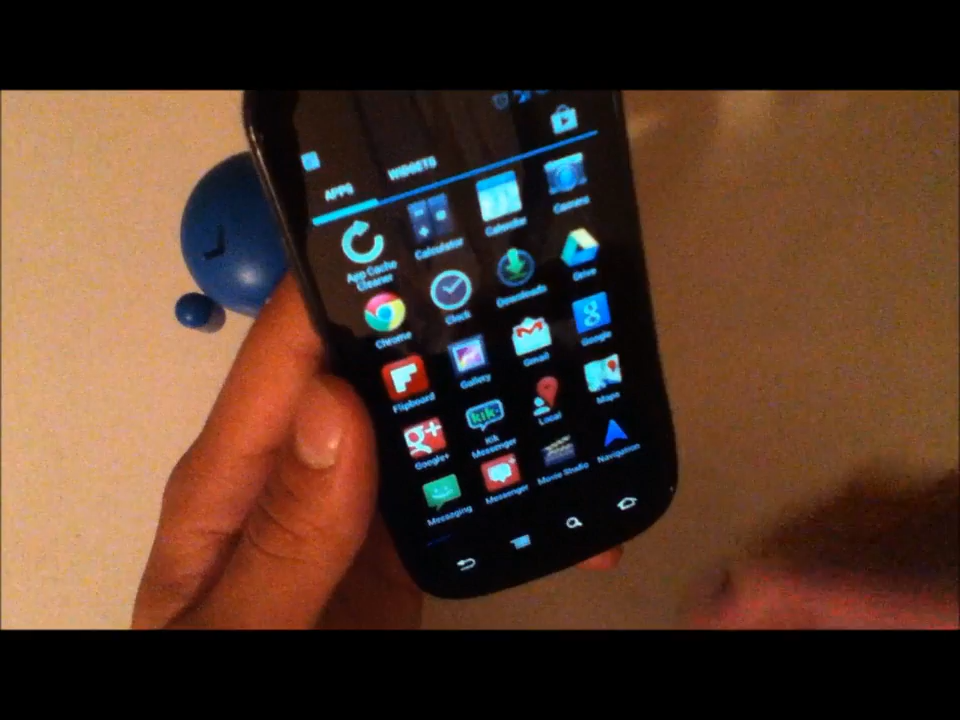 APPS WIDGETS
App Cache Cleaner Calculator Calendar Camera
Chrome Clock Downloads Drive
Flipboard Gallery Gmail Google
Google+ Kik Messenger Local Maps
Messaging Messenger Movie Studio Navigation
kik